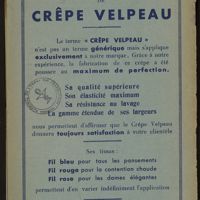 DE
CRÊPE VELPEAU
Le terme « CRÊPE VELPEAU »
n'est pas un terme générique mais s'applique
exclusivement à notre marque. Grâce à notre
expérience, la fabrication de ce crêpe a été
poussée au maximum de perfection.
Sa qualité supérieure
Son élasticité maximum
Sa résistance au lavage
La gamme étendue de ses largeurs
nous permettent d'affirmer que le Crêpe Velpeau
donnera toujours satisfaction à votre clientèle
Ses tissus :
Fil bleu pour tous les pansements
Fil rouge pour la contention chaude
Fil rose pour les dames élégantes
permettent d'en varier indéfiniment l'application